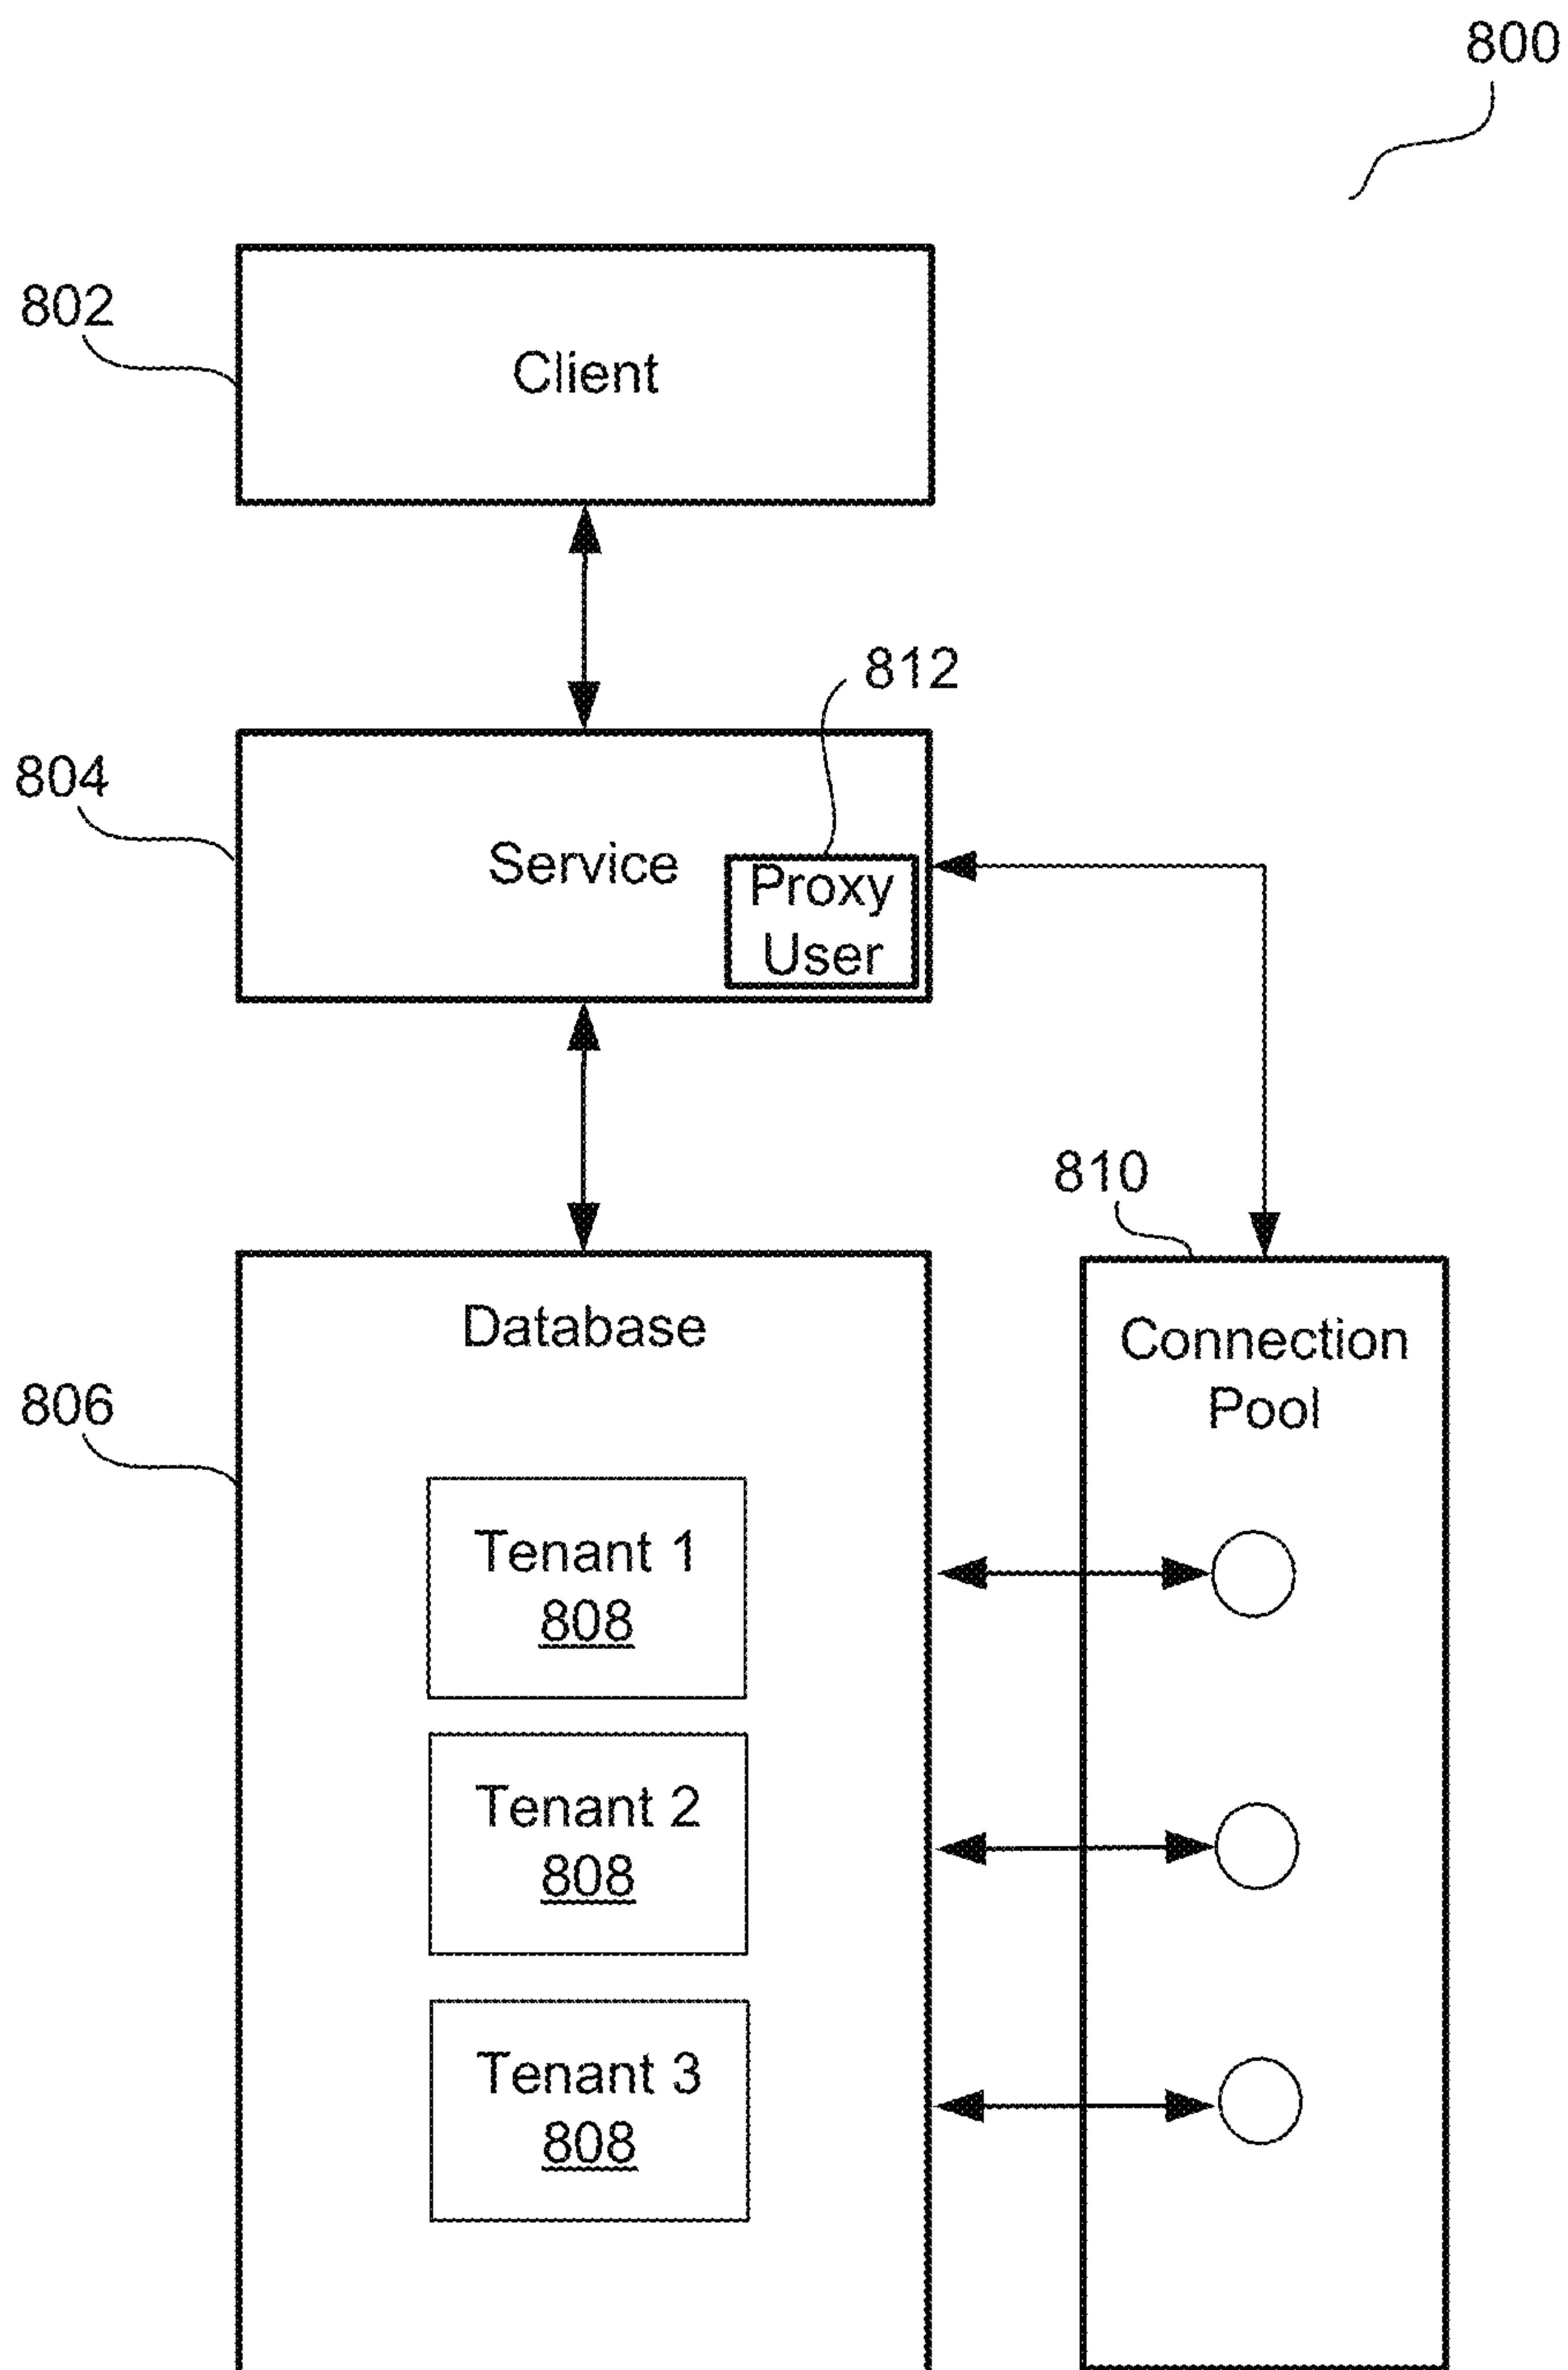 800
802
Client
812
804
Service
Proxy
User
810
Database
Connection
Pool
806
Tenant 1
808
Tenant 2
808
Tenant 3
808